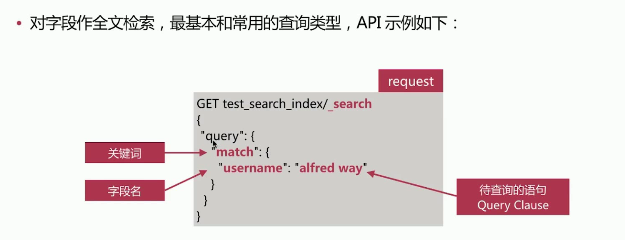 • 对字段作全文检索，最基本和常用的查询类型，API 示例如下：
request
GET test_search_index/_search
{
"query": {
"match": {
"username": "alfred way"
}
}
}
关键词
字段名
待查询的语句
Query Clause